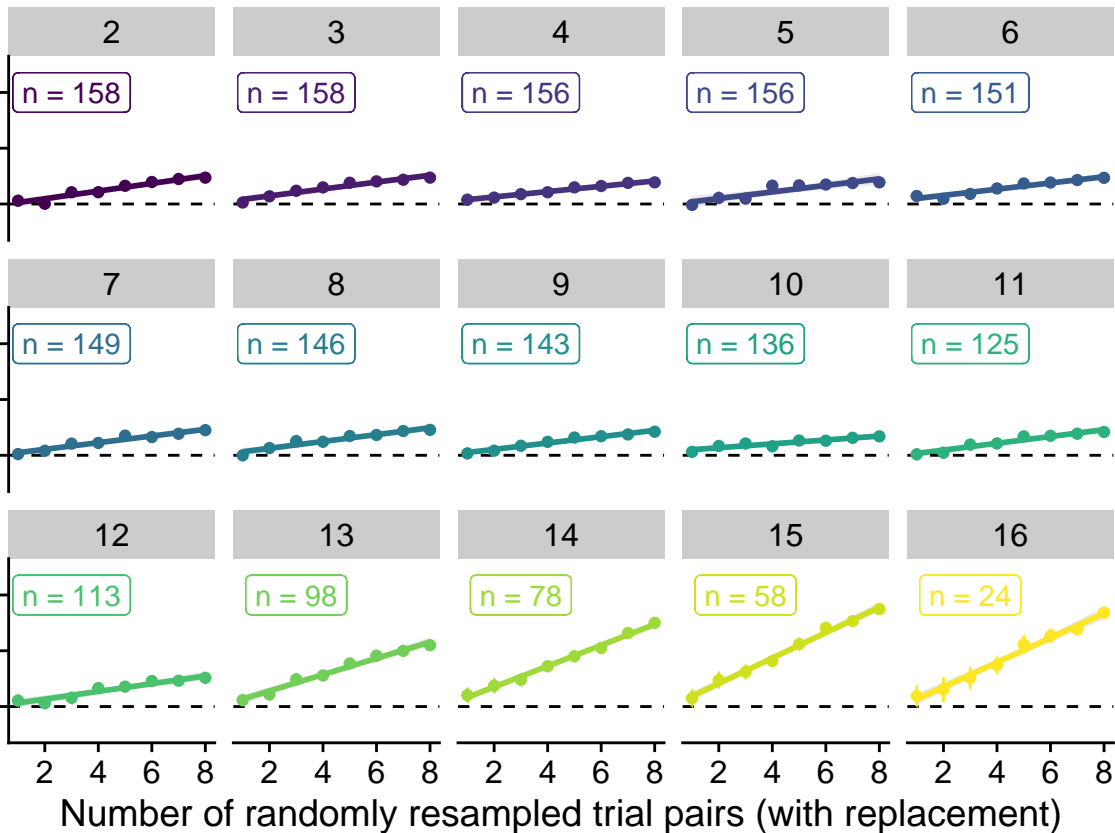 2 3 4 5 6
n = 158 n = 158 n = 156 n = 156 n = 151
7 8 9 10 11
n = 149 n = 146 n = 143 n = 136 n = 125
12 13 14 15 16
n = 113 n = 98 n = 78 n = 58 n = 24
2 4 6 8 2 4 6 8 2 4 6 8 2 4 6 8 2 4 6 8
Number of randomly resampled trial pairs (with replacement)